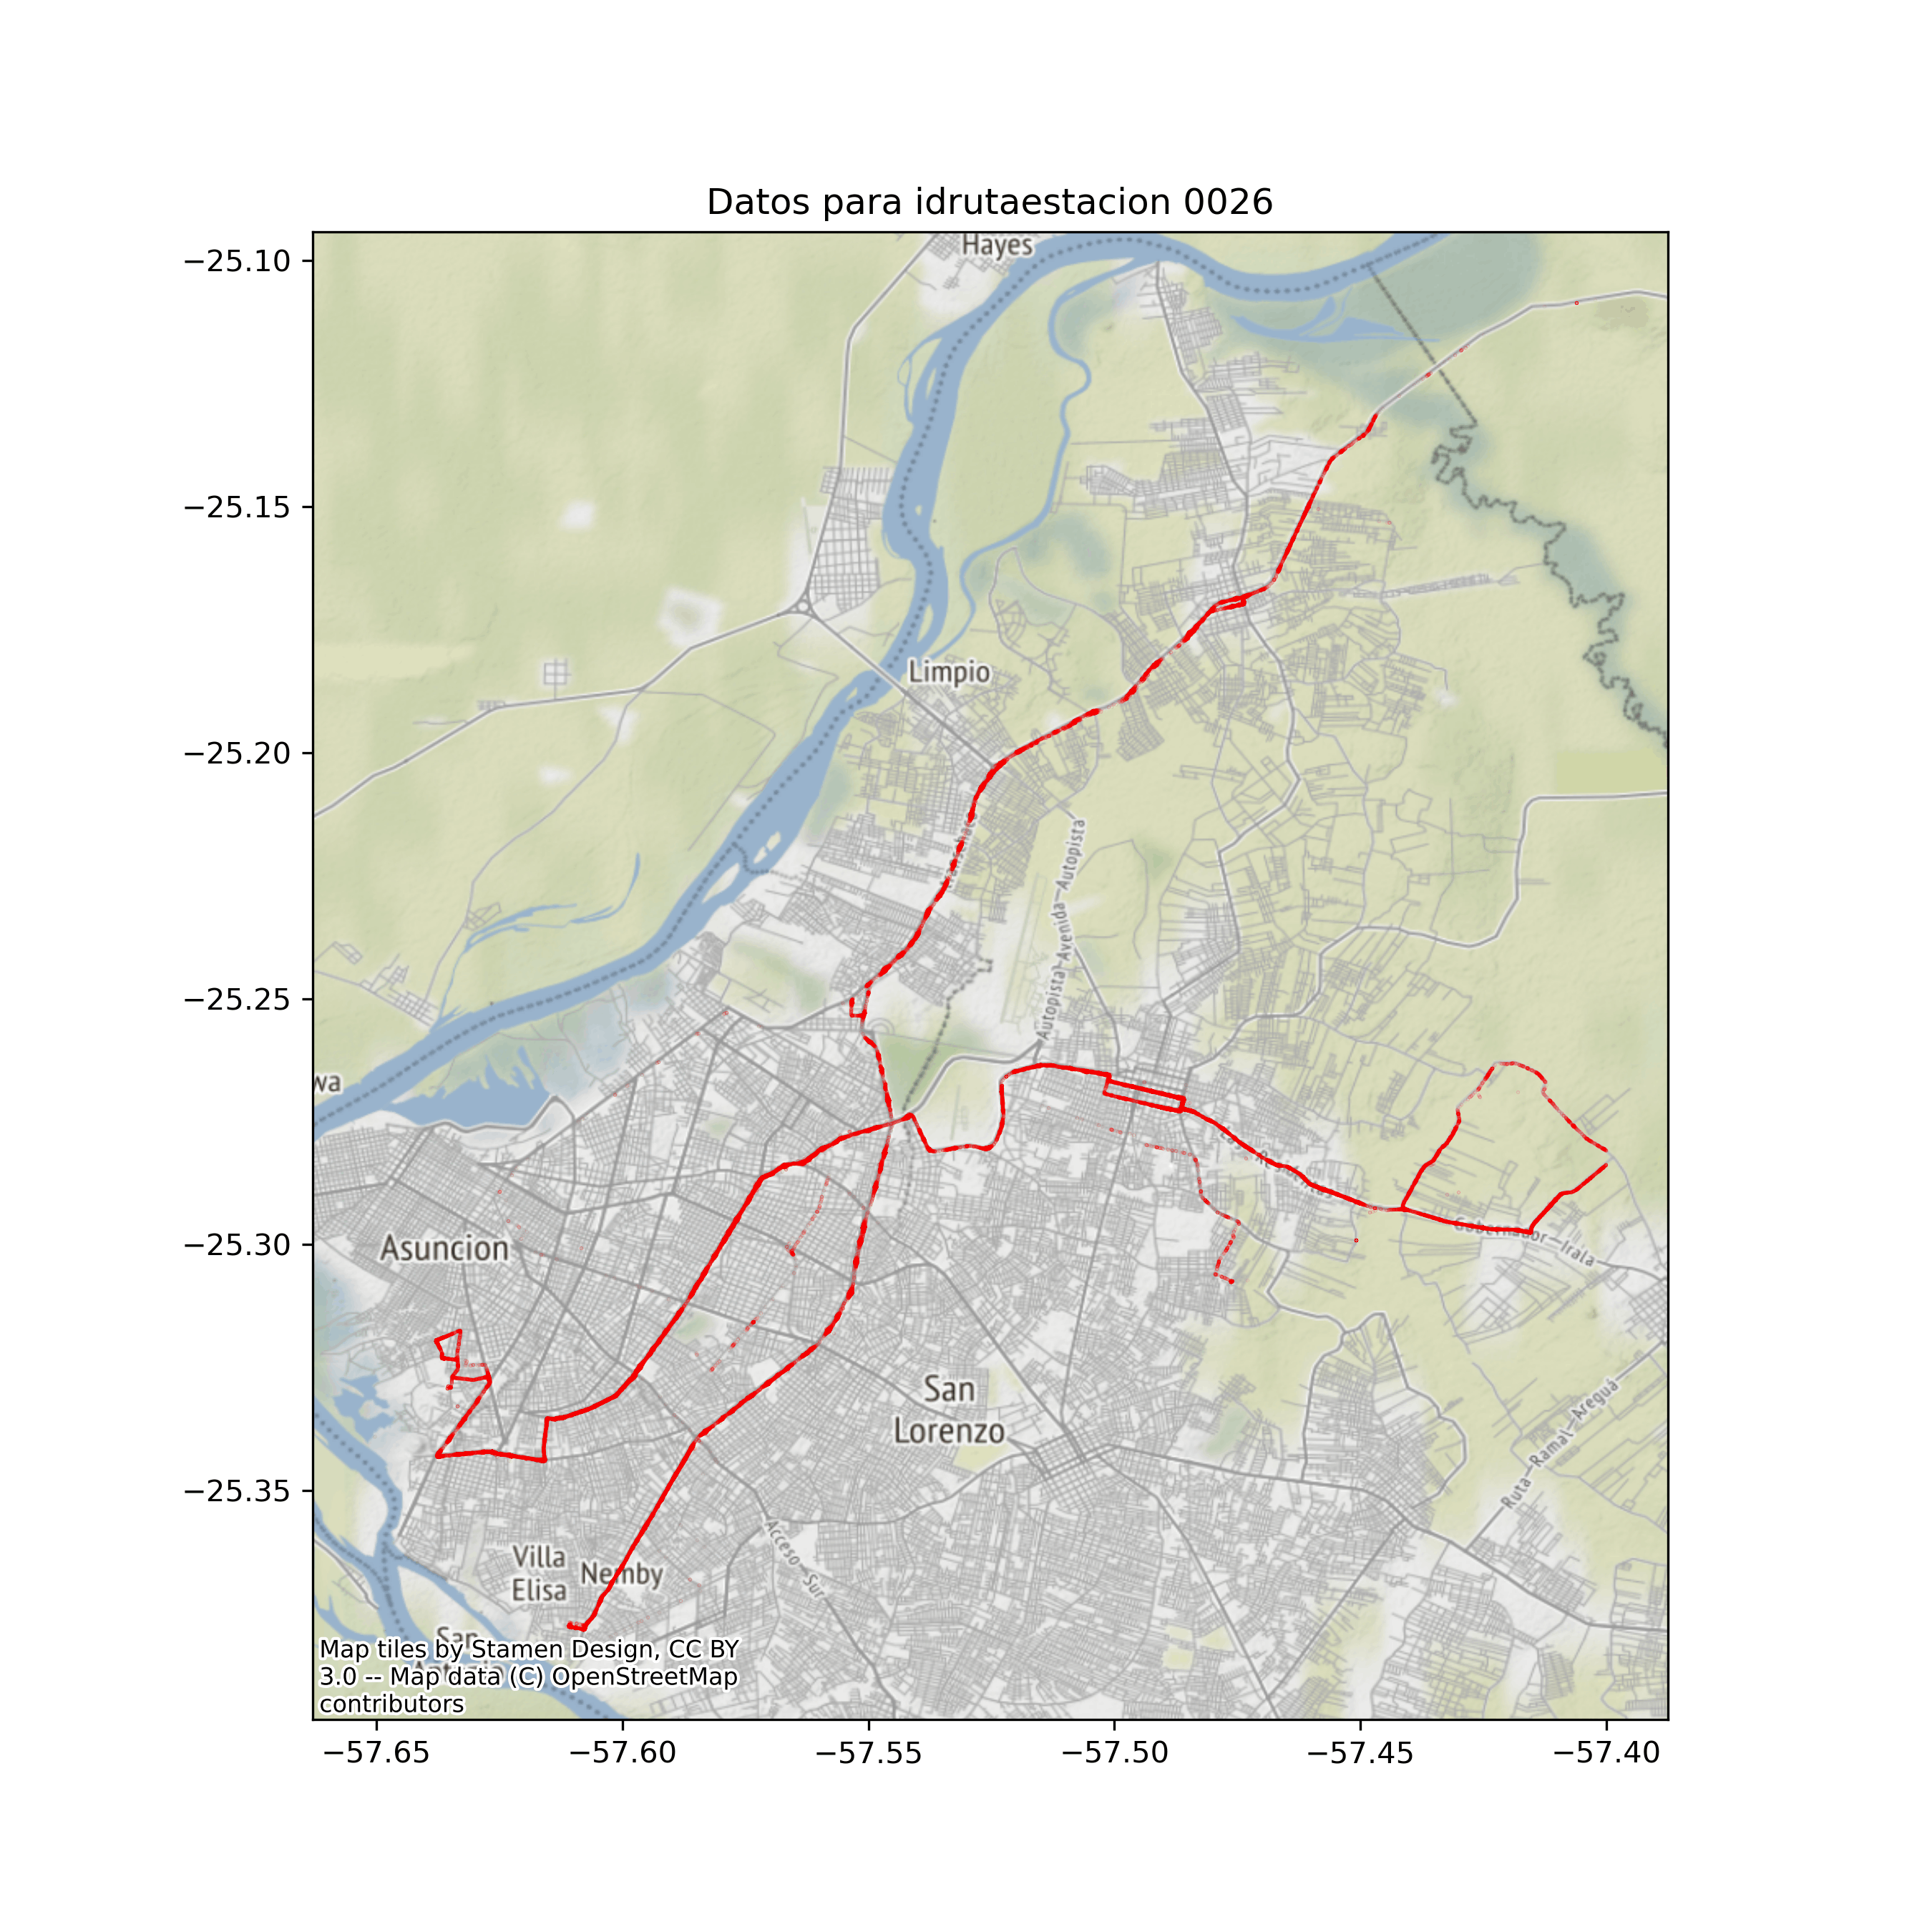 Datos para idrutaestacion 0026
Hayes
−25.10
−25.15
Limpio
−25.20
Autopista Avenida Autopista
−25.25
wa
−25.30
Asuncion
Gobernador Irala
San
Lorenzo
Ruta Ramal Areguá
−25.35
Acceso Sur
Villa
Elisa
Nemby
San
Map tiles by Stamen Design, CC BY
3.0 -- Map data (C) OpenStreetMap
contributors
−57.65 −57.60 −57.55 −57.50 −57.45 −57.40